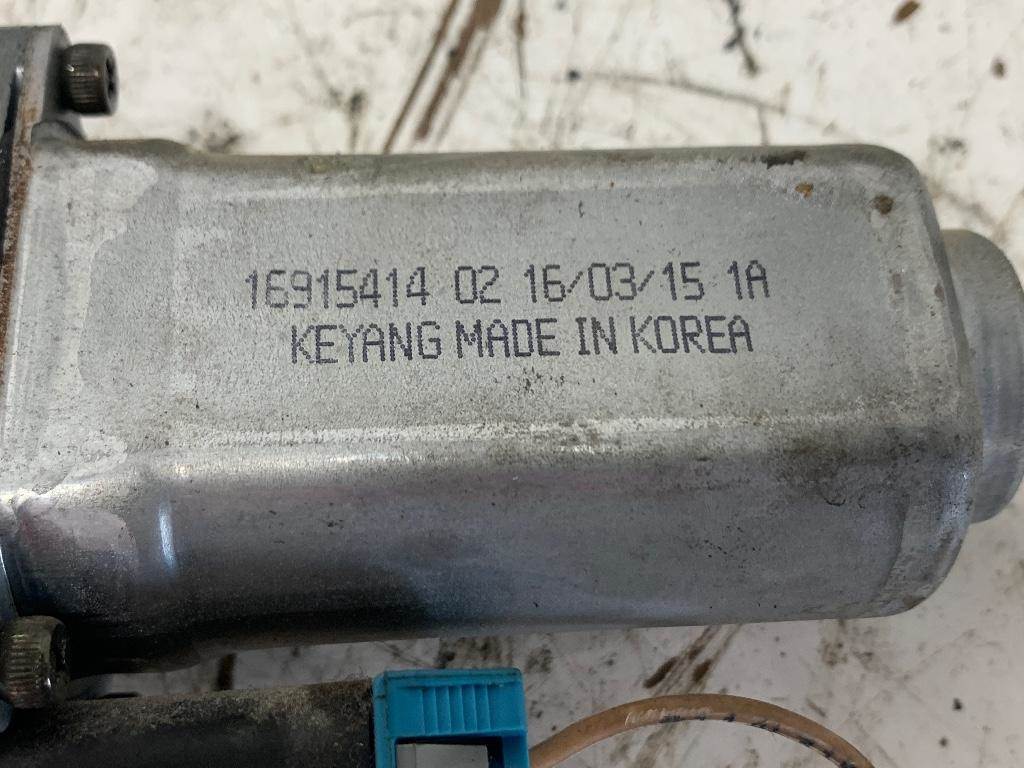 16915414 02 16/03/15 1A
KEYANG MADE IN KOREA